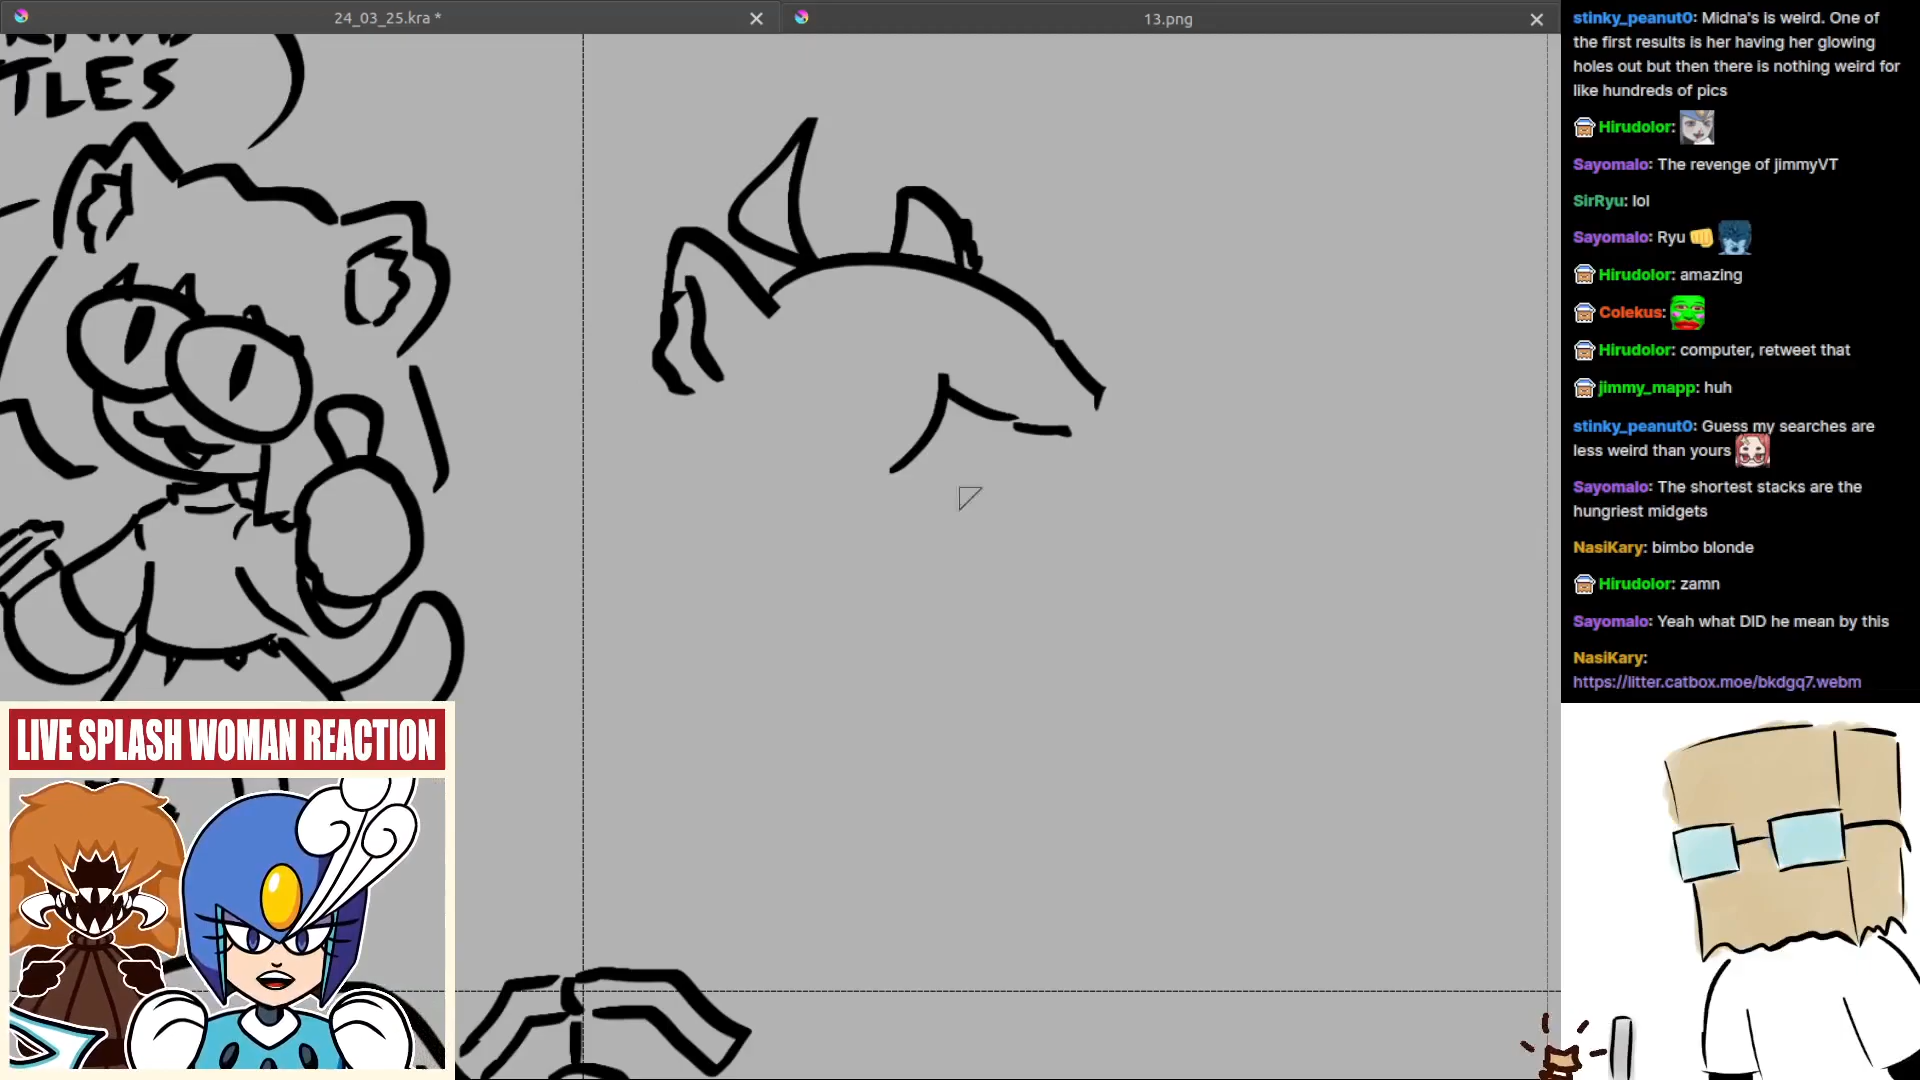 24_03_25.kra *
13.png
TLES
LIVE SPLASH WOMAN REACTION
stinky_peanut0: Midna's is weird. One of
the first results is her having her glowing
holes out but then there is nothing weird for
like hundreds of pics
Hirudolor:
Sayomalo: The revenge of jimmyVT
SirRyu: lol
Sayomalo: Ryu
Hirudolor: amazing
Colekus:
Hirudolor: computer, retweet that
jimmy_mapp: huh
stinky_peanut0: Guess my searches are
less weird than yours
Sayomalo: The shortest stacks are the
hungriest midgets
NasiKary: bimbo blonde
Hirudolor: zamn
Sayomalo: Yeah what DID he mean by this
NasiKary:
https://litter.catbox.moe/bkdgq7.webm